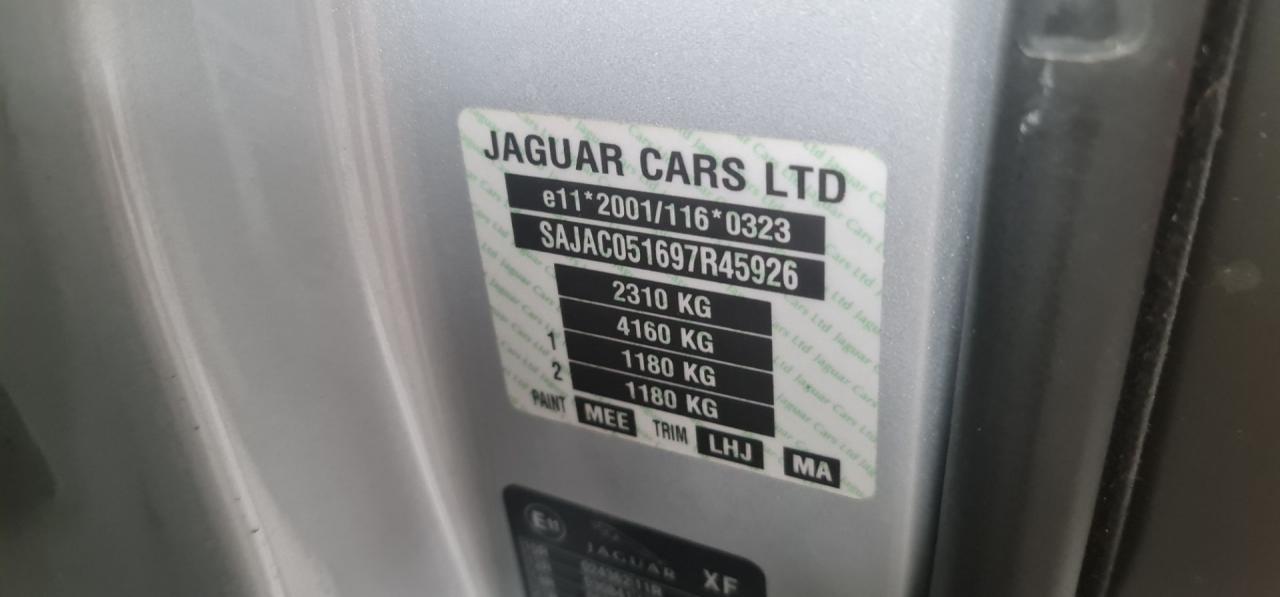 JAGUAR CARS LTD
e11*2001/116*0323
SAJAC051697R45926
2310 KG
4160 KG
1 1180 KG
2 1180 KG
PAINT MEE TRIM LHJ MA
E11
JAGUAR XF